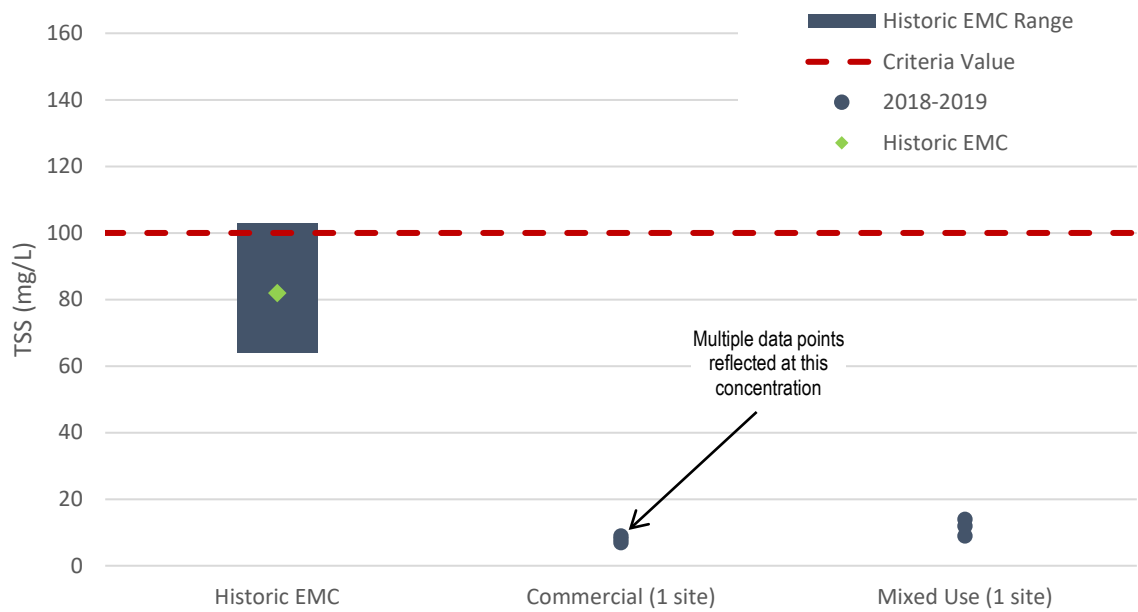 160
140
120
100
80
60
40
20
0
TSS (mg/L)
Historic EMC Range
Criteria Value
2018-2019
Historic EMC
Multiple data points
reflected at this
concentration
Historic EMC
Commercial (1 site)
Mixed Use (1 site)